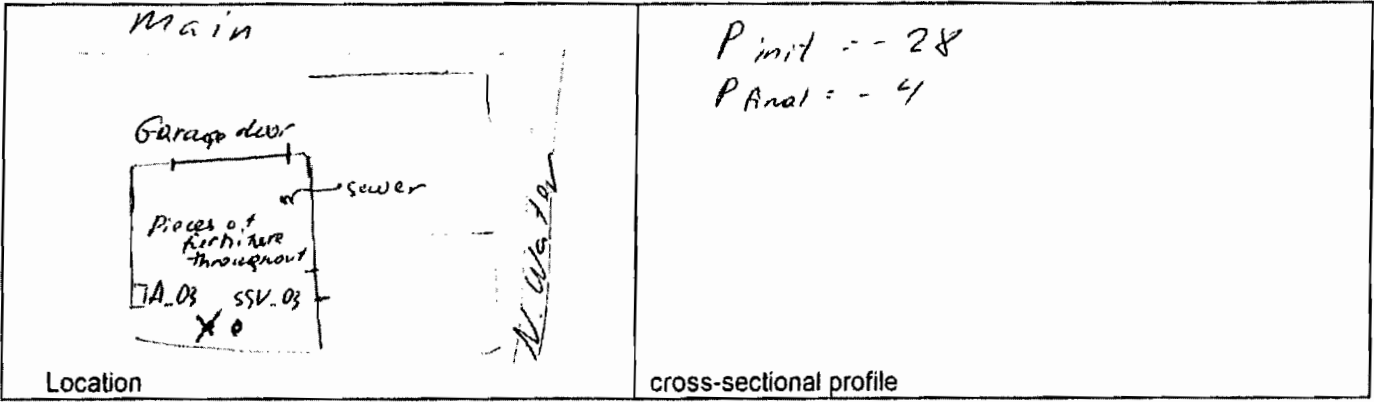 Main
Garage door
sewer
Pieces of
furniture
throughout
IA_03 SSV_03
N. Water
Location
P init = - 28
P final = - 4
cross-sectional profile